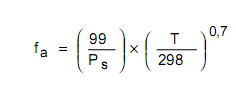 f_a = (99 / P_s) × (T / 298)^0,7